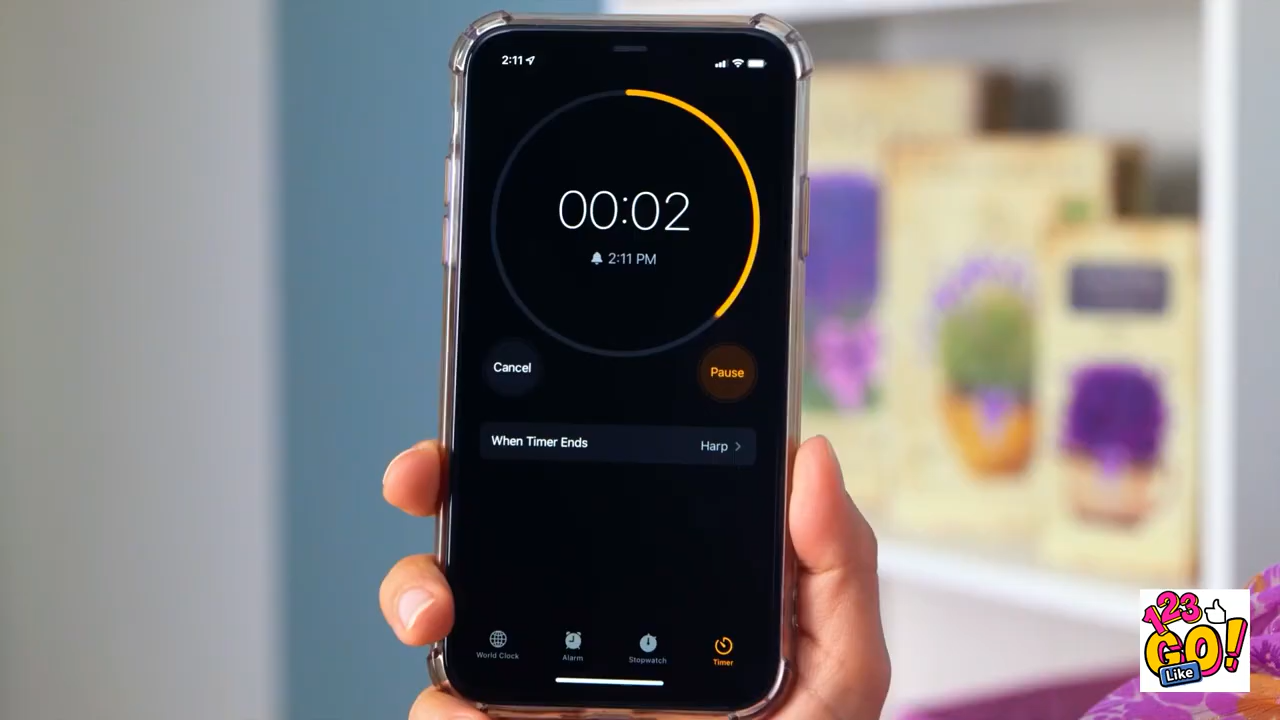 2:11
00:02
2:11 PM
Cancel
Pause
When Timer Ends
Harp
World Clock
Alarm
Stopwatch
Timer
123
GO!
Like